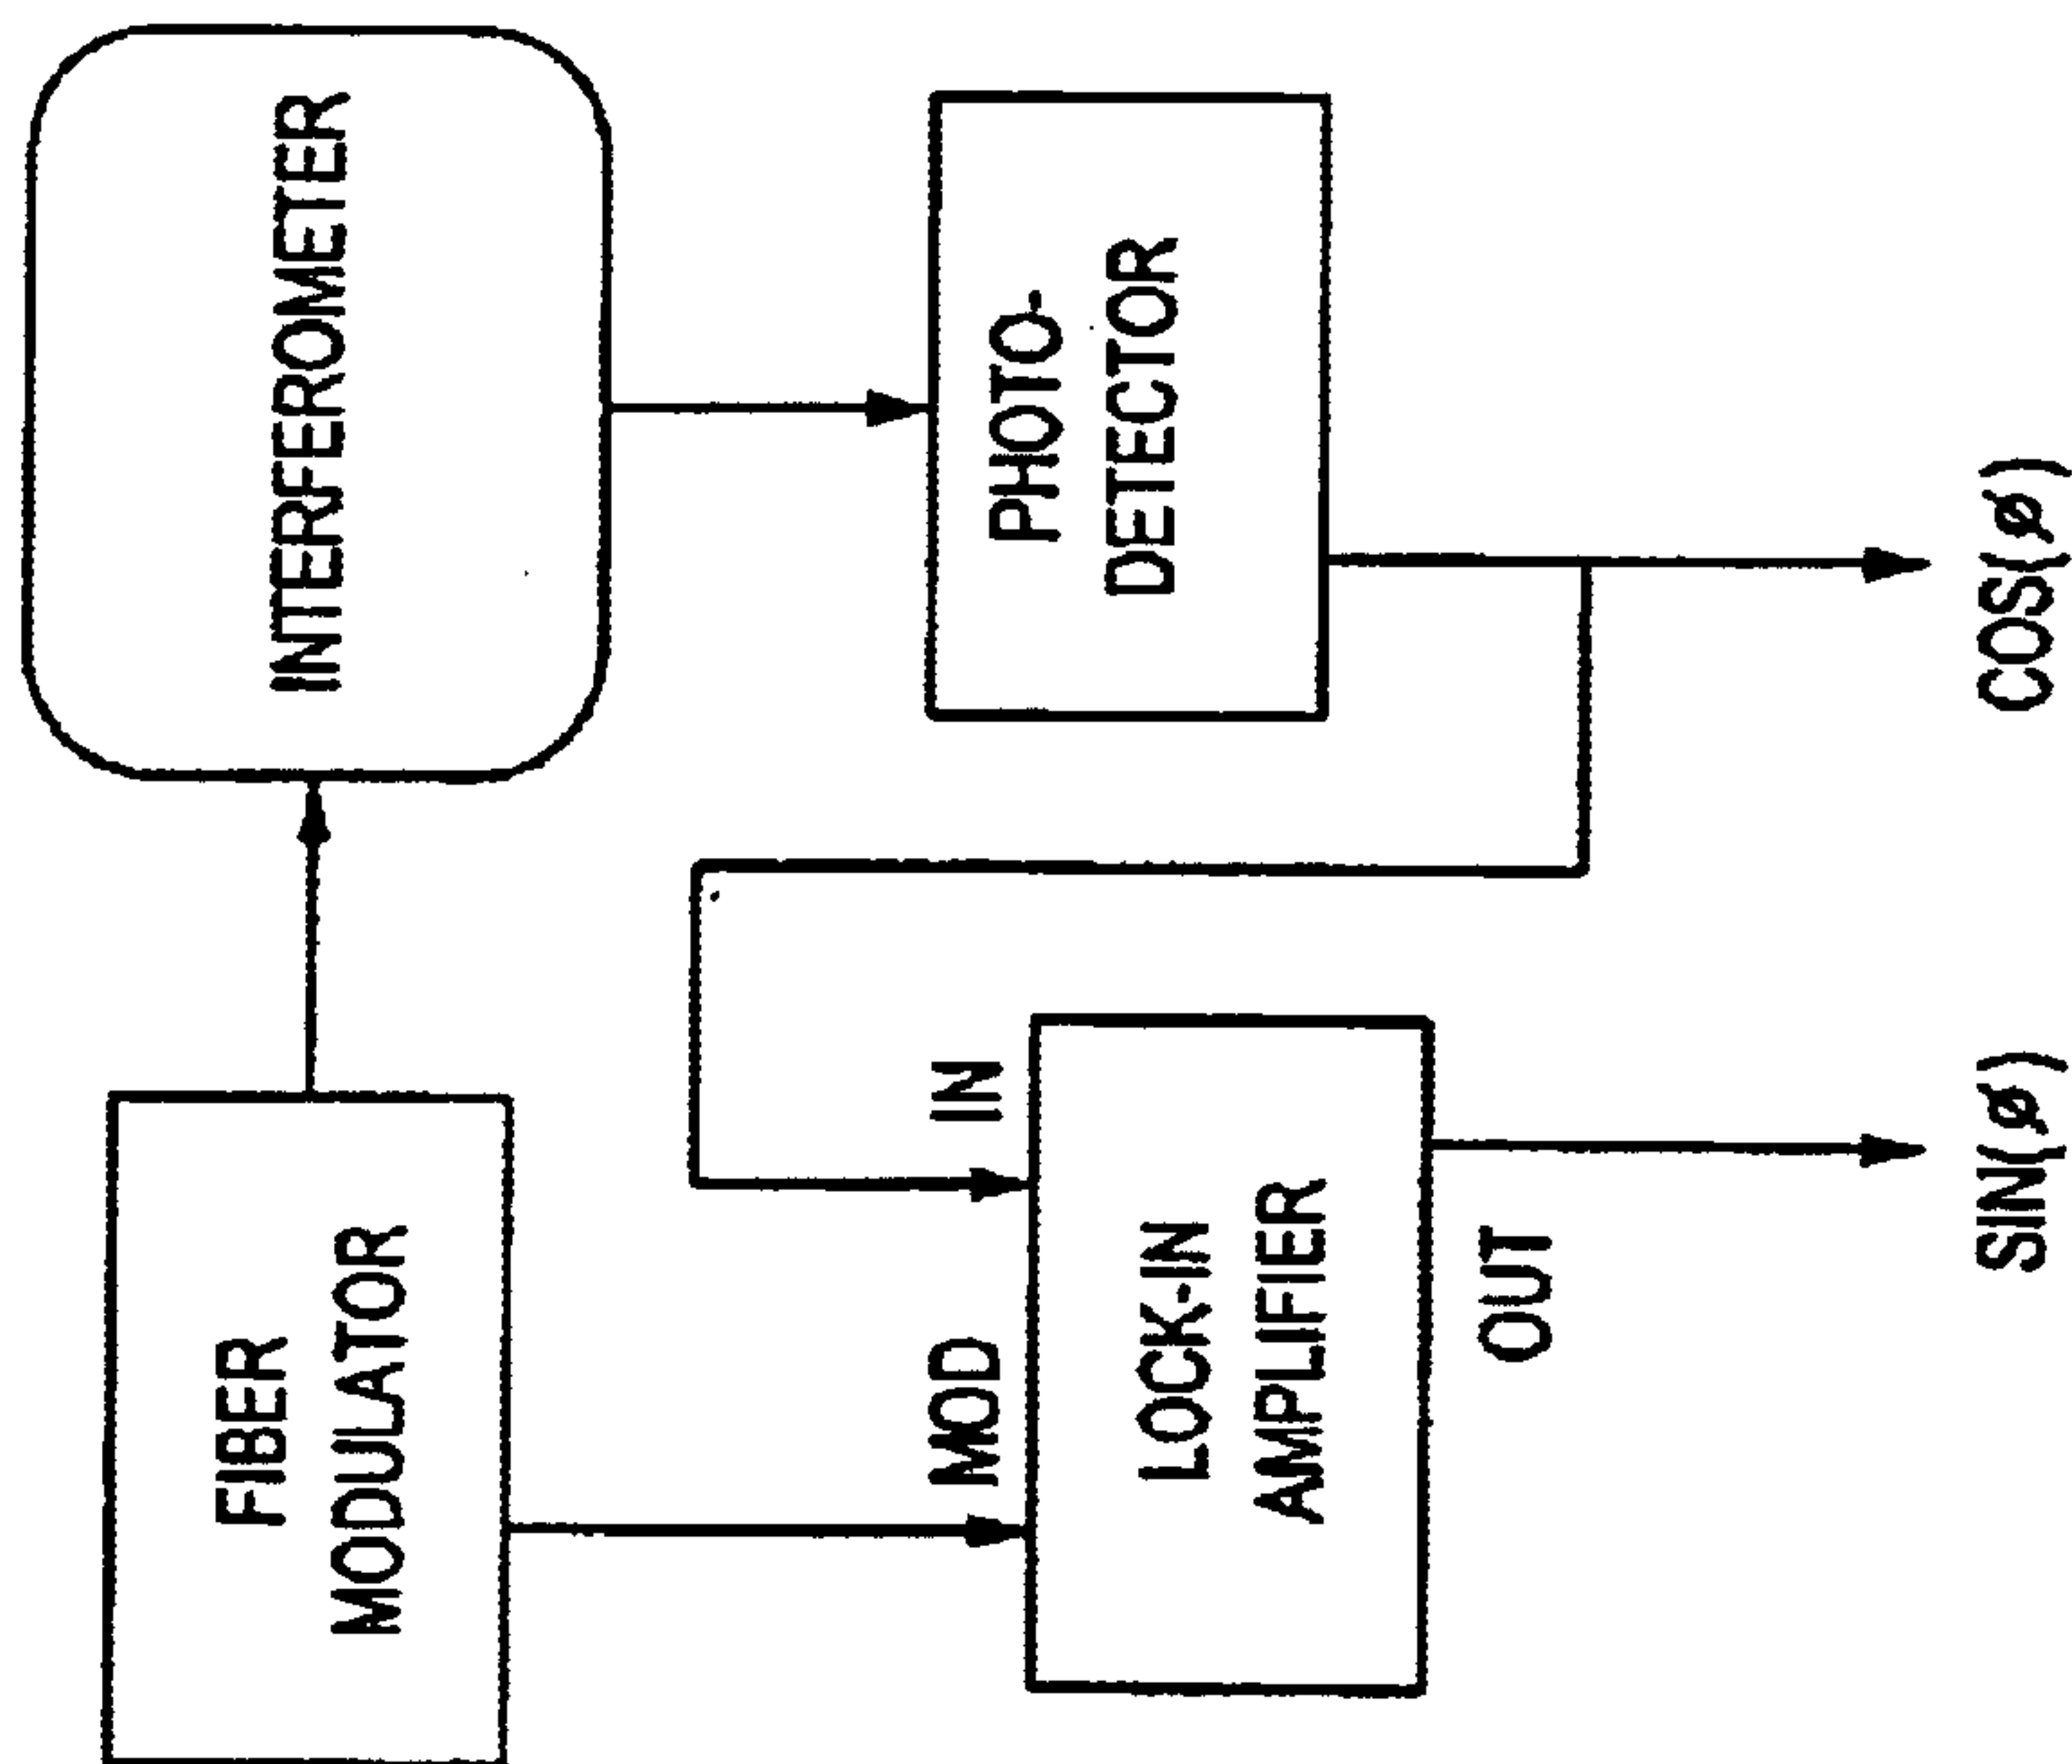 FIBER
MODULATOR
INTERFEROMETER
MOD
IN
LOCK-IN
AMPLIFIER
OUT
PHOTO-
DETECTOR
SIN(ø)
COS(ø)